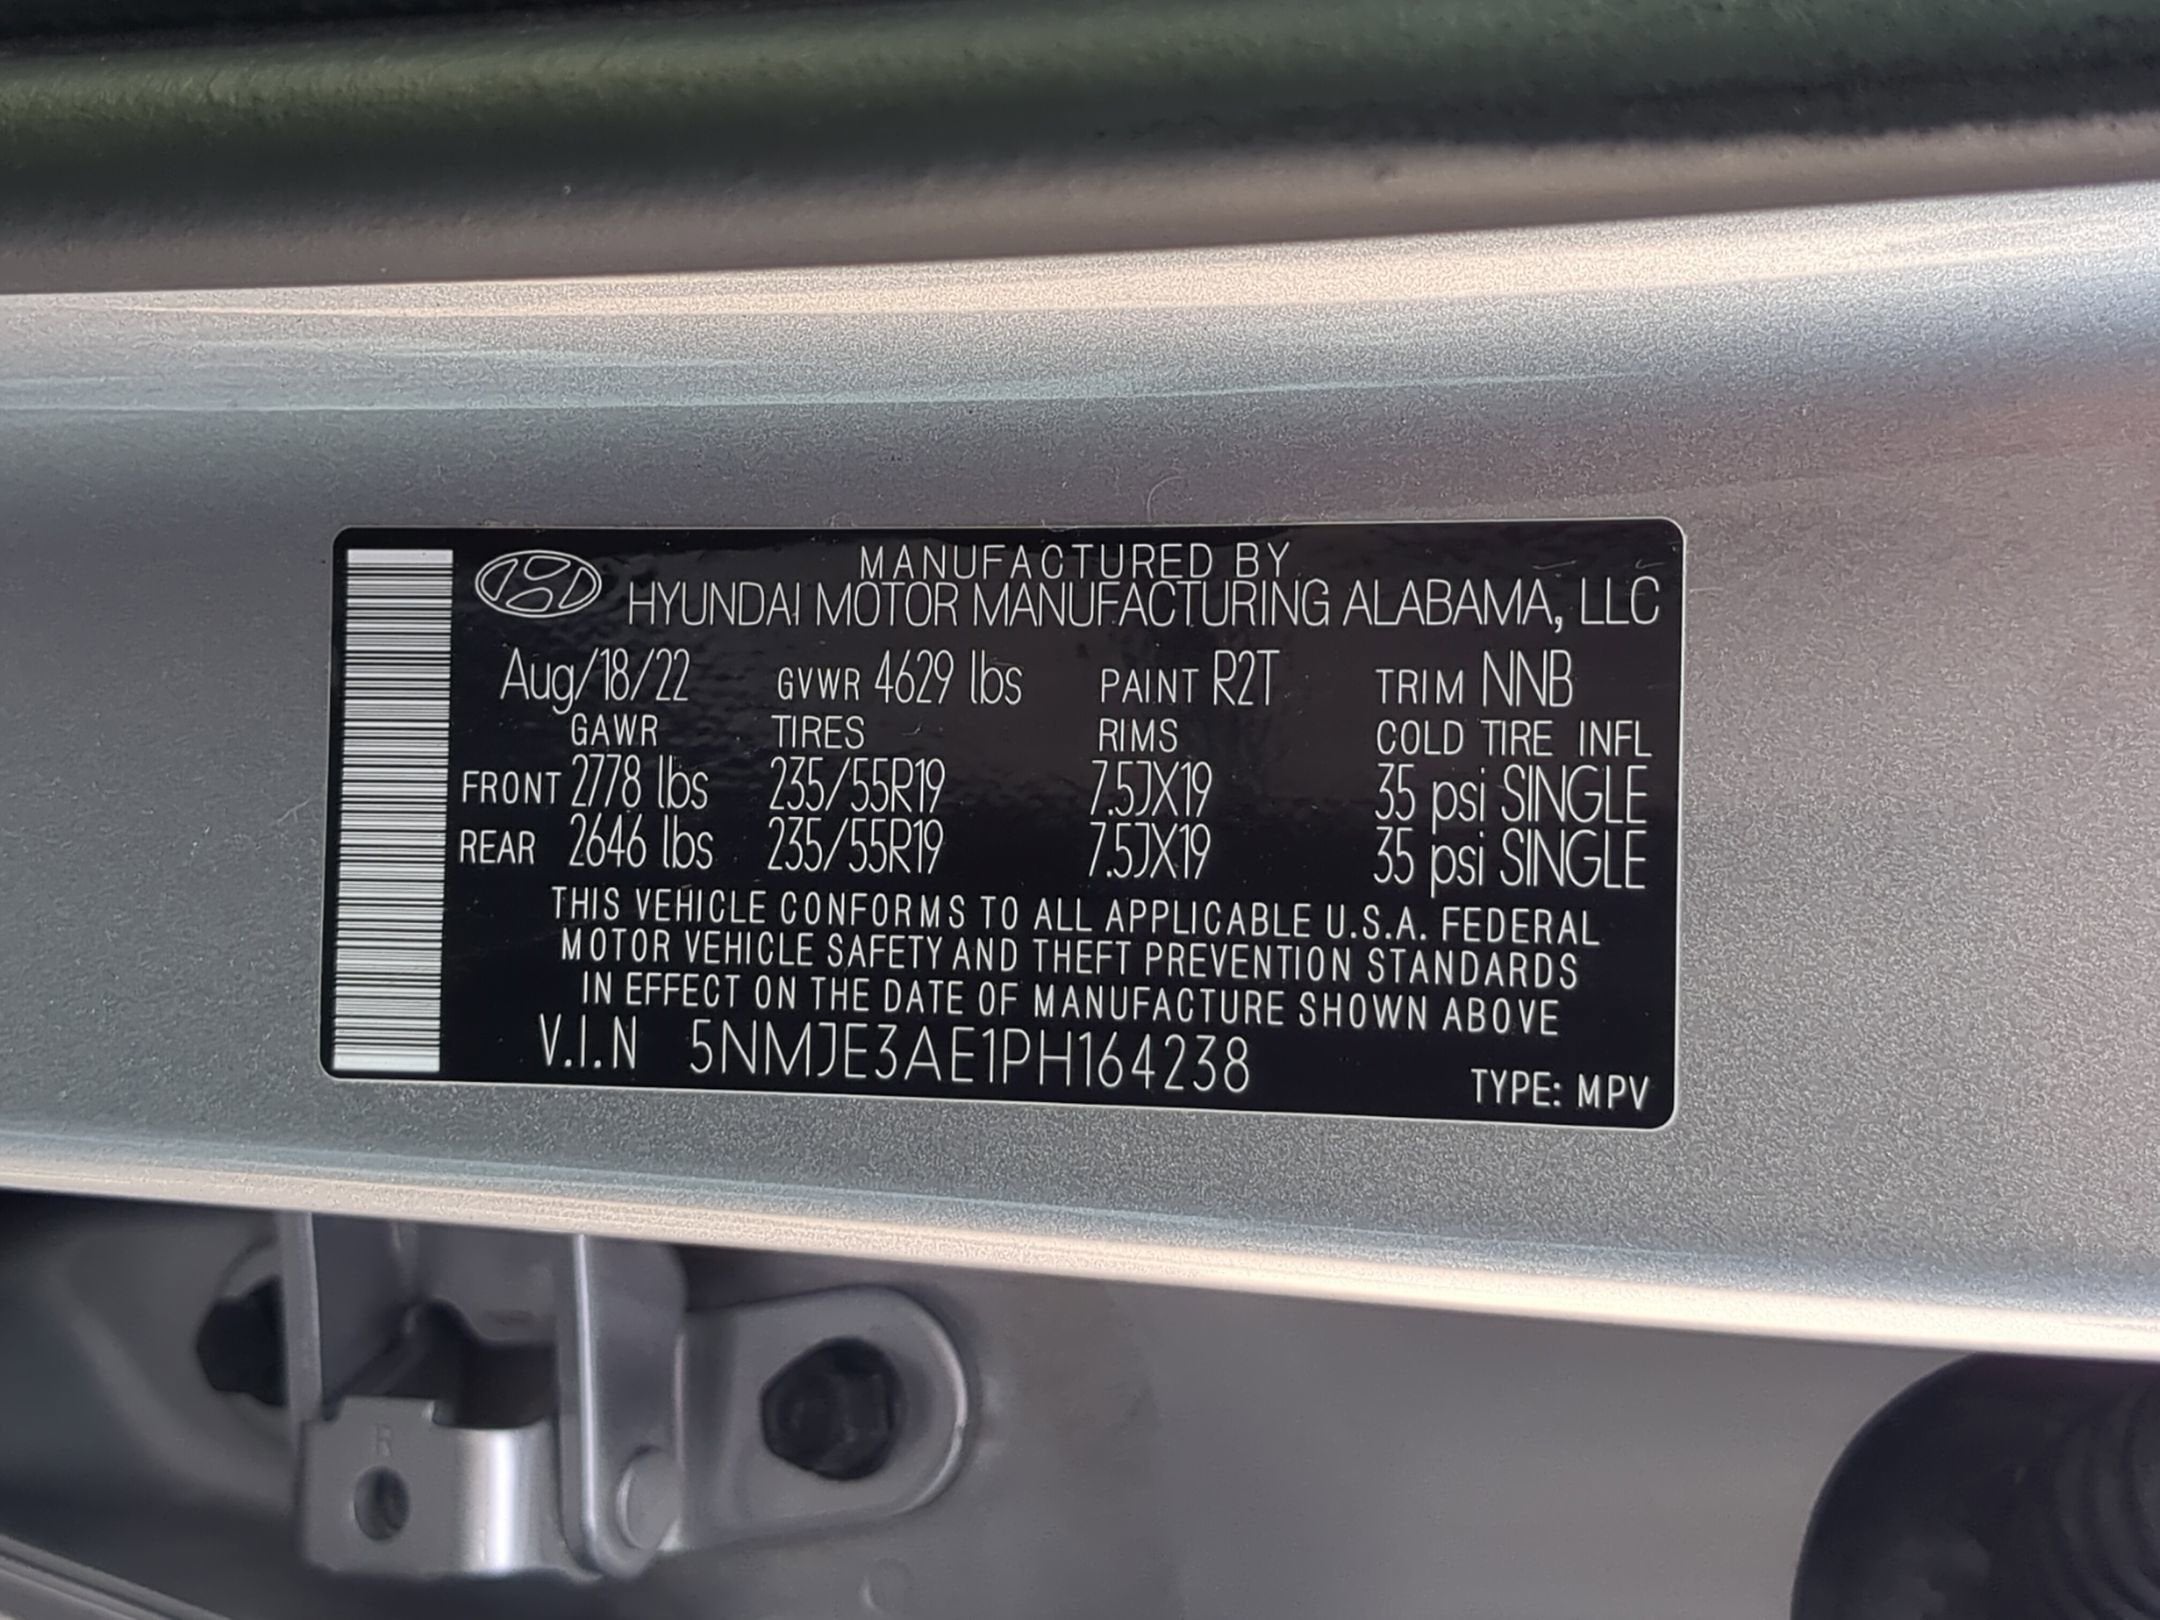 MANUFACTURED BY
HYUNDAI MOTOR MANUFACTURING ALABAMA, LLC
Aug/18/22 GVWR 4629 lbs PAINT R2T TRIM NNB
GAWR TIRES RIMS COLD TIRE INFL
FRONT 2778 lbs 235/55R19 7.5JX19 35 psi SINGLE
REAR 2646 lbs 235/55R19 7.5JX19 35 psi SINGLE
THIS VEHICLE CONFORMS TO ALL APPLICABLE U.S.A. FEDERAL
MOTOR VEHICLE SAFETY AND THEFT PREVENTION STANDARDS
IN EFFECT ON THE DATE OF MANUFACTURE SHOWN ABOVE
V.I.N 5NMJE3AE1PH164238
TYPE: MPV
R